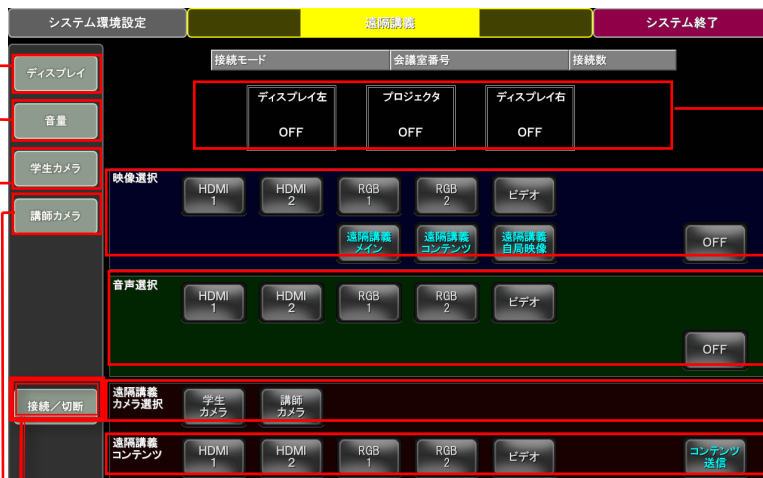 システム環境設定
遠隔講義
システム終了
ディスプレイ
音量
学生カメラ
講師カメラ
接続／切断
接続モード
会議室番号
接続数
ディスプレイ左
OFF
プロジェクタ
OFF
ディスプレイ右
OFF
映像選択
HDMI
1
HDMI
2
RGB
1
RGB
2
ビデオ
遠隔講義
メイン
遠隔講義
コンテンツ
遠隔講義
自局映像
OFF
音声選択
HDMI
1
HDMI
2
RGB
1
RGB
2
ビデオ
OFF
遠隔講義
カメラ選択
学生
カメラ
講師
カメラ
遠隔講義
コンテンツ
HDMI
1
HDMI
2
RGB
1
RGB
2
ビデオ
コンテンツ
送信